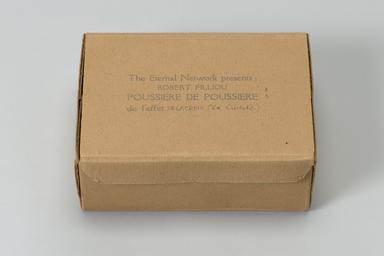 The Eternal Network presents:
ROBERT FILLIOU
POUSSIERE DE POUSSIERE
de l'effet